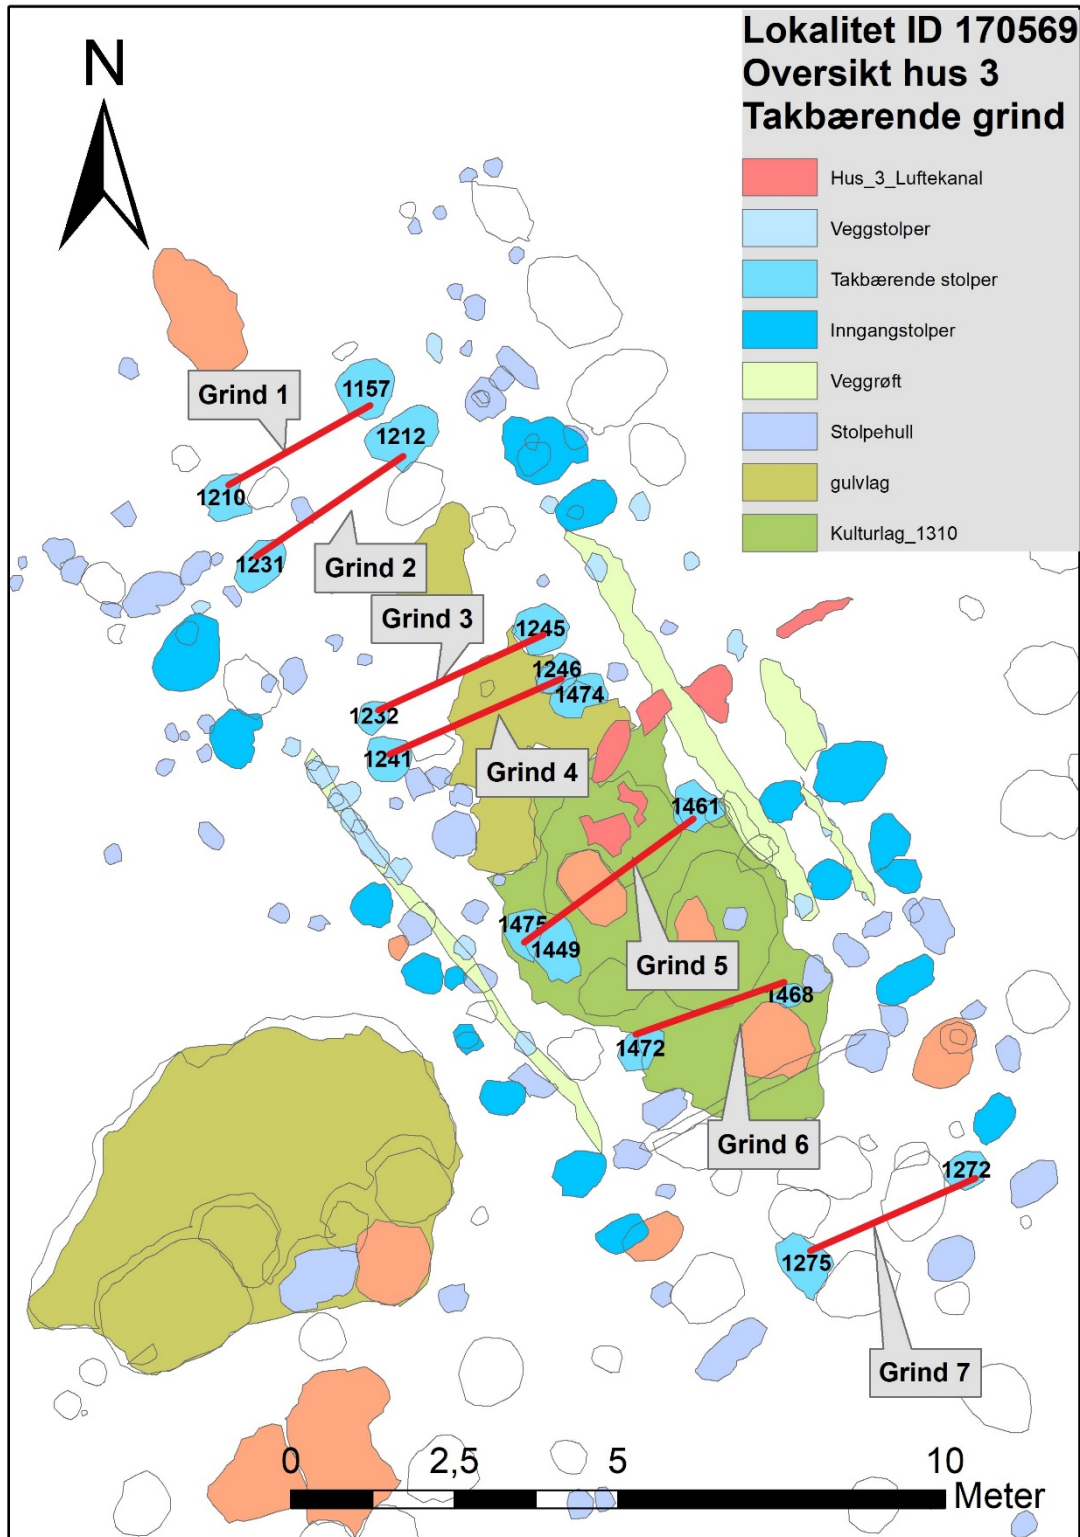 Lokalitet ID 170569
Oversikt hus 3
Takbærende grind
Hus_3_Luftekanal
Veggstolper
Takbærende stolper
Inngangstolper
Veggrøft
Stolpehull
gulvlag
Kulturlag_1310
N
Grind 1
1157
1212
1210
1231
Grind 2
Grind 3
1245
1246
1474
1232
1241
Grind 4
1461
1475
1449
Grind 5
1468
1472
Grind 6
1272
1275
Grind 7
0 2,5 5 10
Meter